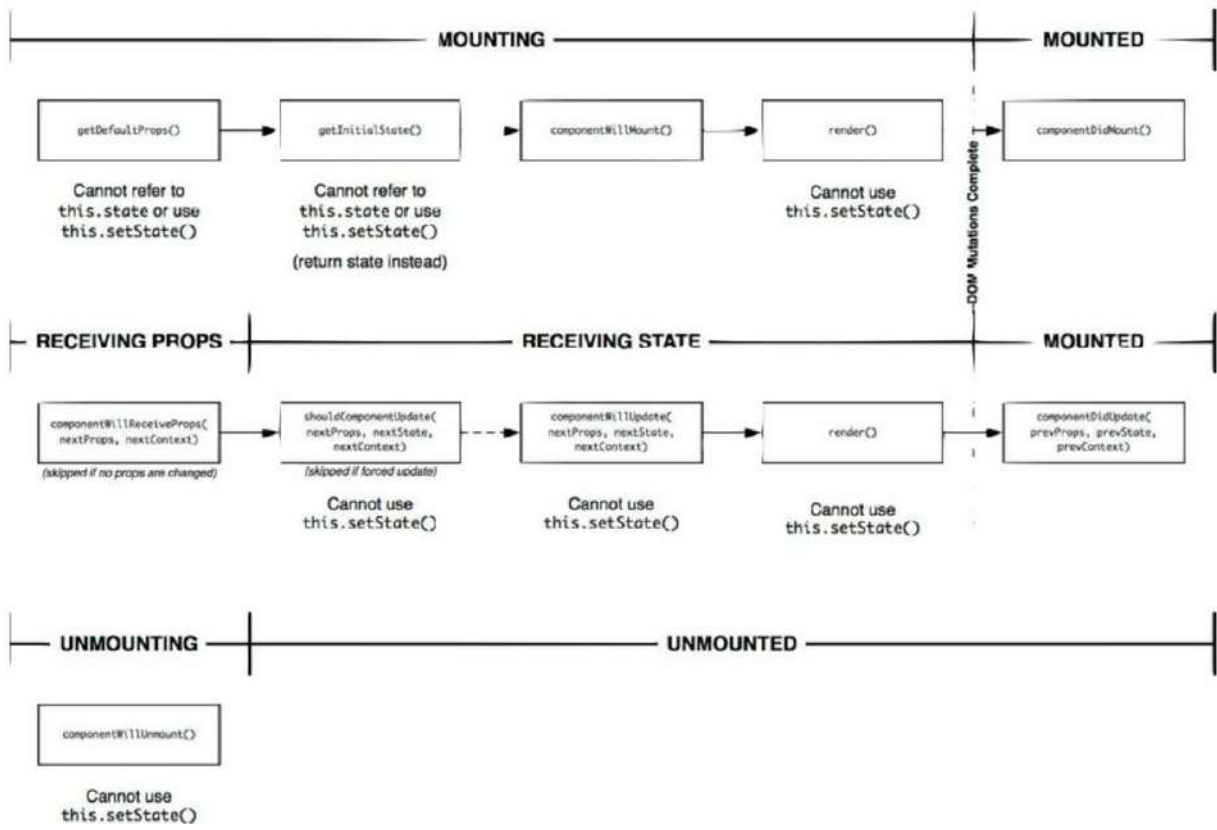 MOUNTING
MOUNTED
getDefaultProps()
getInitialState()
componentWillMount()
render()
componentDidMount()
Cannot refer to
this.state or use
this.setState()
Cannot refer to
this.state or use
this.setState()
(return state instead)
Cannot use
this.setState()
DOM Mutations Complete
RECEIVING PROPS
RECEIVING STATE
MOUNTED
componentWillReceiveProps(
nextProps, nextContext)
(skipped if no props are changed)
shouldComponentUpdate(
nextProps, nextState,
nextContext)
(skipped if forced update)
Cannot use
this.setState()
componentWillUpdate(
nextProps, nextState,
nextContext)
Cannot use
this.setState()
render()
Cannot use
this.setState()
componentDidUpdate(
prevProps, prevState,
prevContext)
UNMOUNTING
UNMOUNTED
componentWillUnmount()
Cannot use
this.setState()